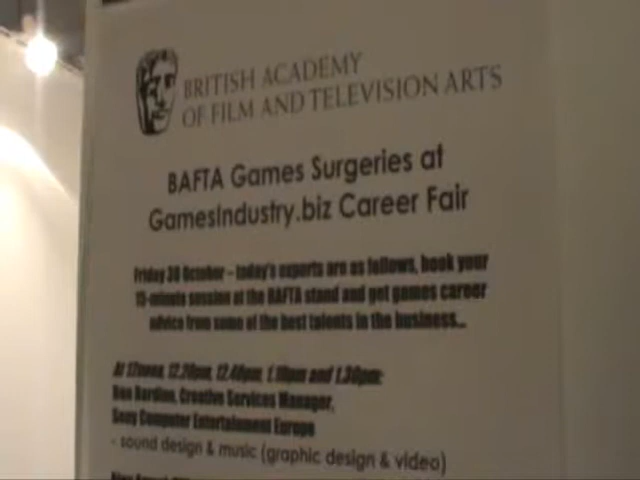 BRITISH ACADEMY
OF FILM AND TELEVISION ARTS
BAFTA Games Surgeries at
GamesIndustry.biz Career Fair
Friday 30 October – today's experts are as follows, book your
15-minute session at the BAFTA stand and get games career
advice from some of the best talents in the business...
At 12noon, 12.20pm, 12.40pm, 1.10pm and 1.30pm:
Creative Services Manager,
Sony Computer Entertainment Europe
- sound design & music (graphic design & video)